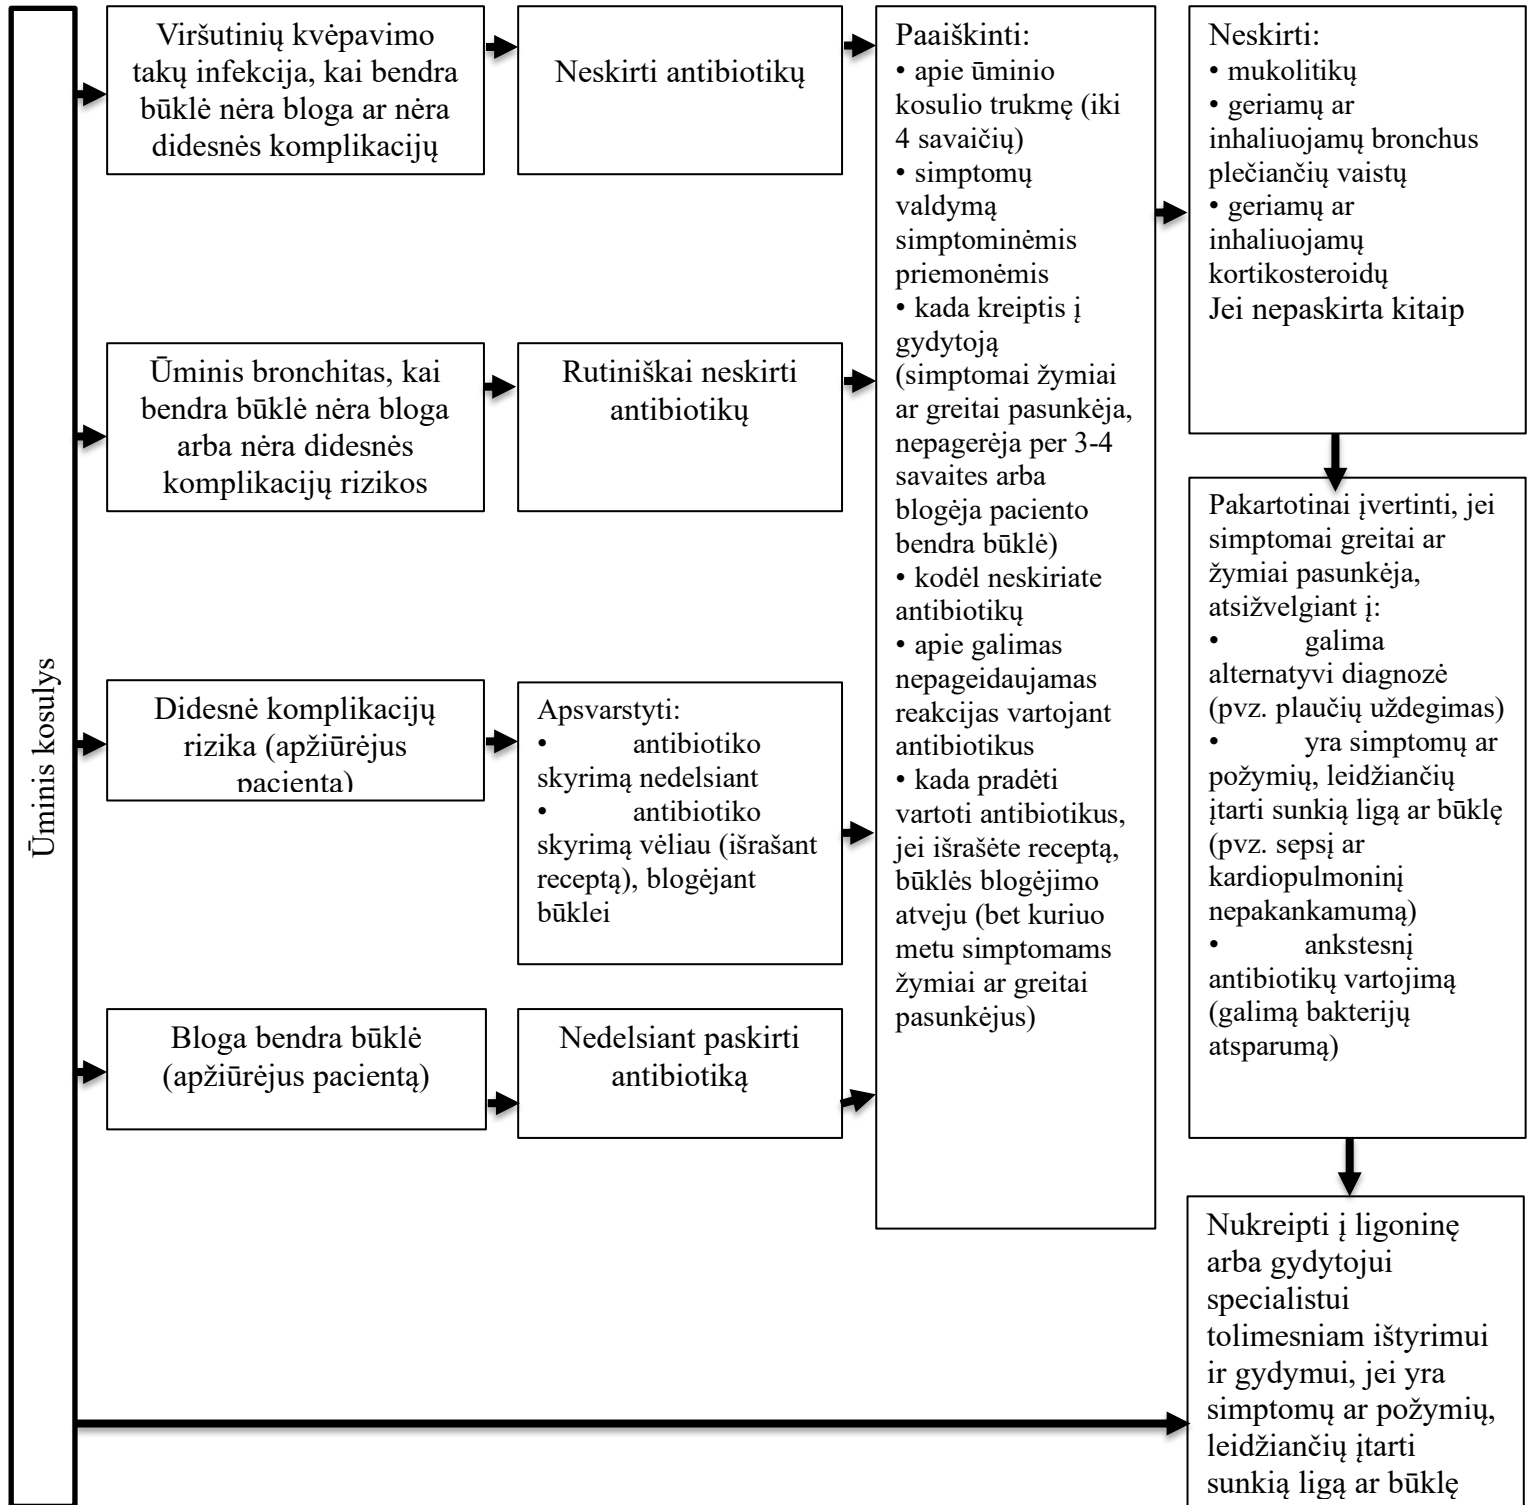 Ūminis kosulys
Viršutinių kvėpavimo
takų infekcija, kai bendra
būklė nėra bloga ar nėra
didesnės komplikacijų
Neskirti antibiotikų
Ūminis bronchitas, kai
bendra būklė nėra bloga
arba nėra didesnės
komplikacijų rizikos
Rutiniškai neskirti
antibiotikų
Didesnė komplikacijų
rizika (apžiūrėjus
pacientą)
Apsvarstyti:
• antibiotiko
skyrimą nedelsiant
• antibiotiko
skyrimą vėliau (išrašant
receptą), blogėjant
būklei
Bloga bendra būklė
(apžiūrėjus pacientą)
Nedelsiant paskirti
antibiotiką
Paaiškinti:
• apie ūminio
kosulio trukmę (iki
4 savaičių)
• simptomų
valdymą
simptominėmis
priemonėmis
• kada kreiptis į
gydytoją
(simptomai žymiai
ar greitai pasunkėja,
nepagerėja per 3-4
savaites arba
blogėja paciento
bendra būklė)
• kodėl neskiriate
antibiotikų
• apie galimas
nepageidaujamas
reakcijas vartojant
antibiotikus
• kada pradėti
vartoti antibiotikus,
jei išrašėte receptą,
būklės blogėjimo
atveju (bet kuriuo
metu simptomams
žymiai ar greitai
pasunkėjus)
Neskirti:
• mukolitikų
• geriamų ar
inhaliuojamų bronchus
plečiančių vaistų
• geriamų ar
inhaliuojamų
kortikosteroidų
Jei nepaskirta kitaip
Pakartotinai įvertinti, jei
simptomai greitai ar
žymiai pasunkėja,
atsižvelgiant į:
• galima
alternatyvi diagnozė
(pvz. plaučių uždegimas)
• yra simptomų ar
požymių, leidžiančių
įtarti sunkią ligą ar būklę
(pvz. sepsį ar
kardiopulmoninį
nepakankamumą)
• ankstesnį
antibiotikų vartojimą
(galimą bakterijų
atsparumą)
Nukreipti į ligoninę
arba gydytojui
specialistui
tolimesniam ištyrimui
ir gydymui, jei yra
simptomų ar požymių,
leidžiančių įtarti
sunkią ligą ar būklę